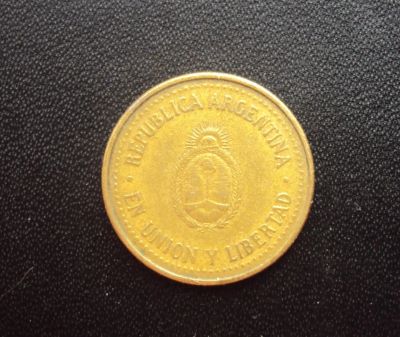 · REPUBLICA ARGENTINA ·
EN UNION Y LIBERTAD